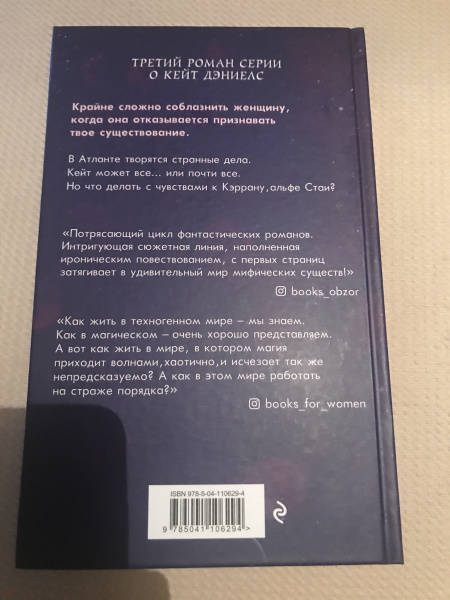 ТРЕТИЙ РОМАН СЕРИИ
О КЕЙТ ДЭНИЕЛС
Крайне сложно соблазнить женщину,
когда она отказывается признавать
твое существование.
В Атланте творятся странные дела.
Кейт может все... или почти все.
Но что делать с чувствами к Кэррану,альфе Стаи?
«Потрясающий цикл фантастических романов.
Интригующая сюжетная линия, наполненная
ироническим повествованием, с первых страниц
затягивает в удивительный мир мифических существ!»
books_obzor
«Как жить в техногенном мире – мы знаем.
Как в магическом – очень хорошо представляем.
А вот как жить в мире, в котором магия
приходит волнами,хаотично,и исчезает так же
непредсказуемо? А как в этом мире работать
на страже порядка?»
books_for_women
ISBN 978-5-04-110629-4
9 785041 106294 >